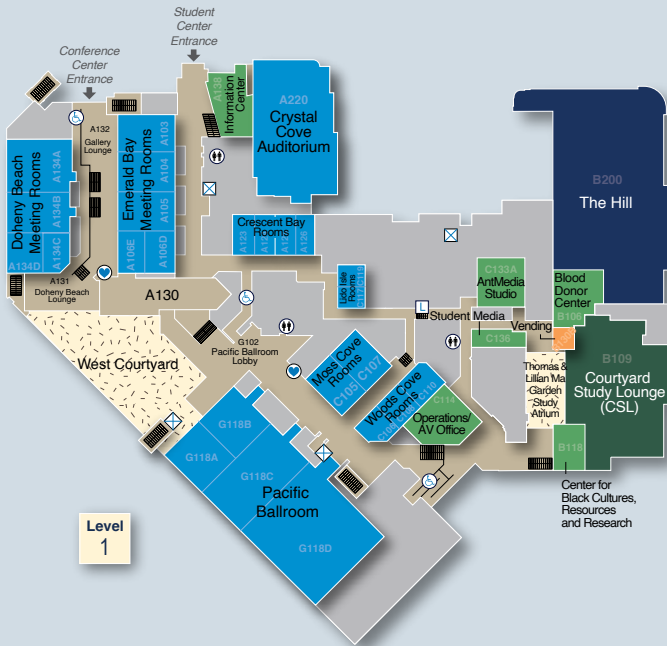 Student
Center
Entrance
Conference
Center
Entrance
A138
Information
Center
A220
Crystal
Cove
Auditorium
A132
Gallery
Lounge
A103
A104
A105
A106D
A106E
Emerald Bay
Meeting Rooms
Doheny Beach
Meeting Rooms
A134A
A134B
A134C
A134D
B200
The Hill
Crescent Bay
Rooms
A123
A126
A131
Doheny Beach
Lounge
A130
Lido Isle
Rooms
C133A
AntMedia
Studio
Blood
Donor
Center
B106
L
Student Media
C136
Vending
G102
Pacific Ballroom
Lobby
West Courtyard
Moss Cove
Rooms
C105
C107
Woods Cove
Rooms
C110
C114
Operations/
AV Office
Thomas &
Lillian Ma
Garden
Study
Atrium
B109
Courtyard
Study Lounge
(CSL)
G118B
G118A
G118C
Pacific
Ballroom
G118D
B118
Center for
Black Cultures,
Resources
and Research
Level
1